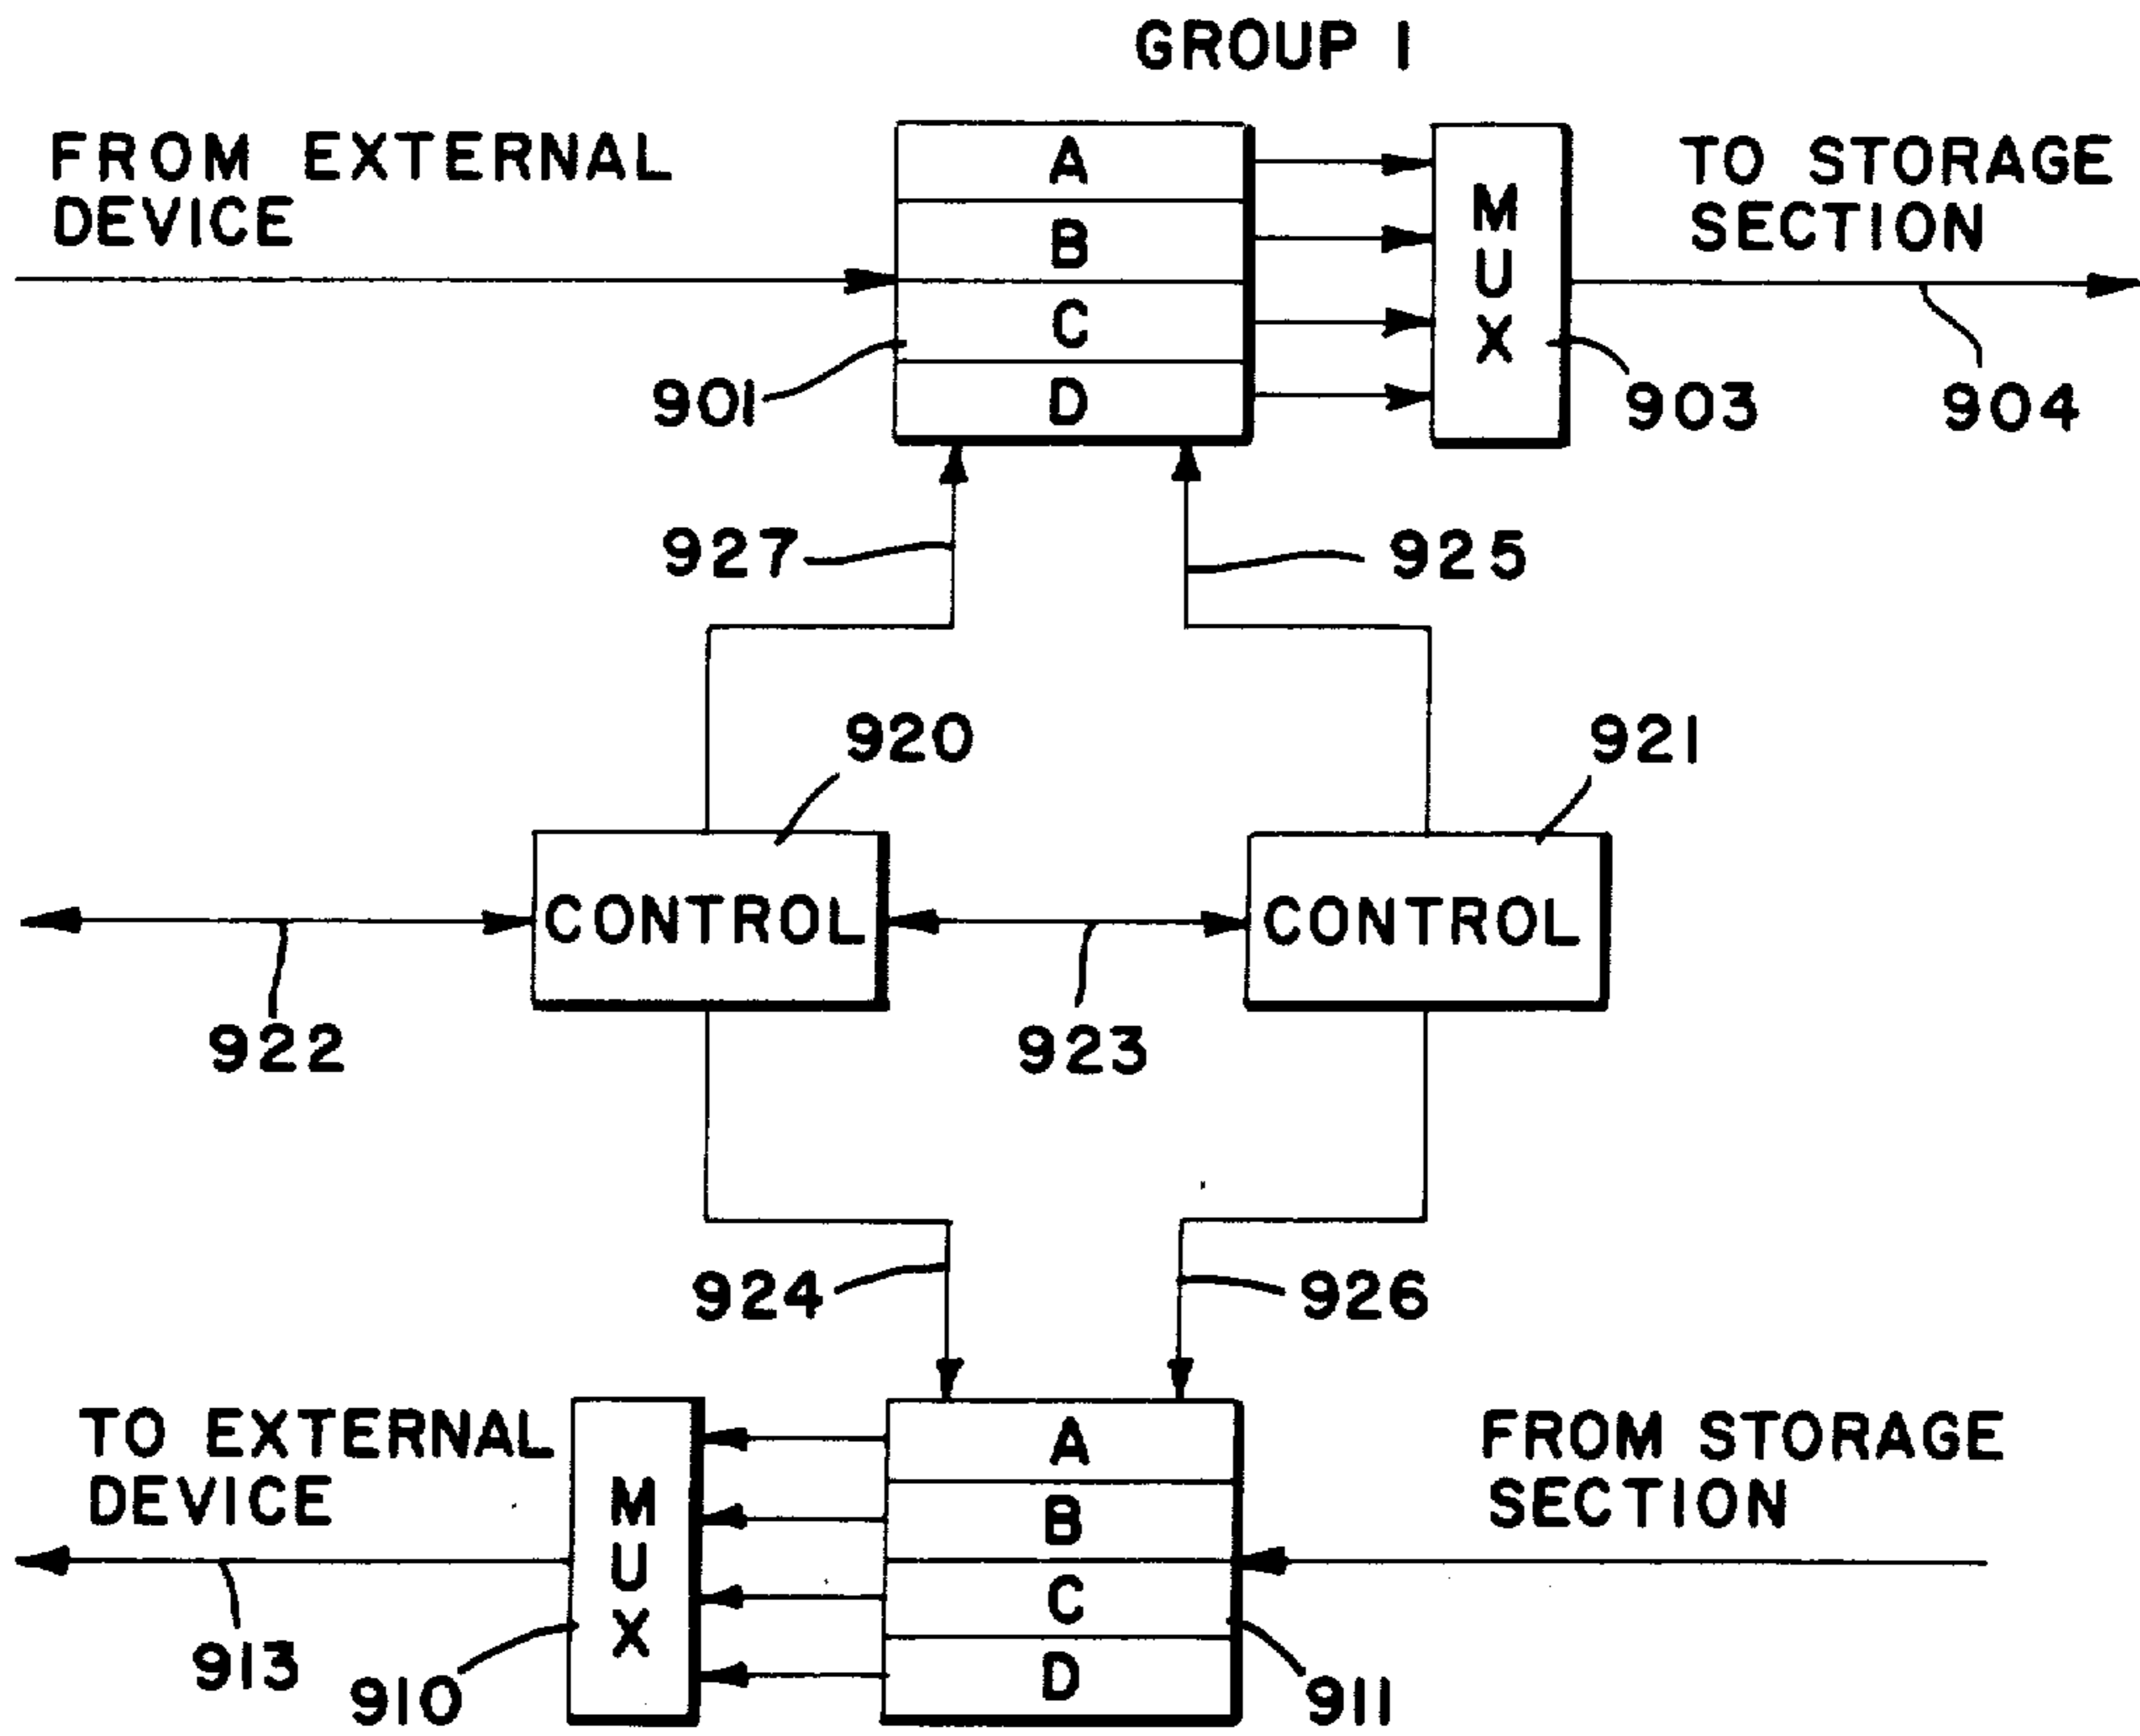 GROUP 1
FROM EXTERNAL
DEVICE
A
B
C
D
M
U
X
TO STORAGE
SECTION
901
903
904
927
925
920
921
CONTROL
CONTROL
922
923
924
926
TO EXTERNAL
DEVICE
M
U
X
A
B
C
D
FROM STORAGE
SECTION
913
910
911